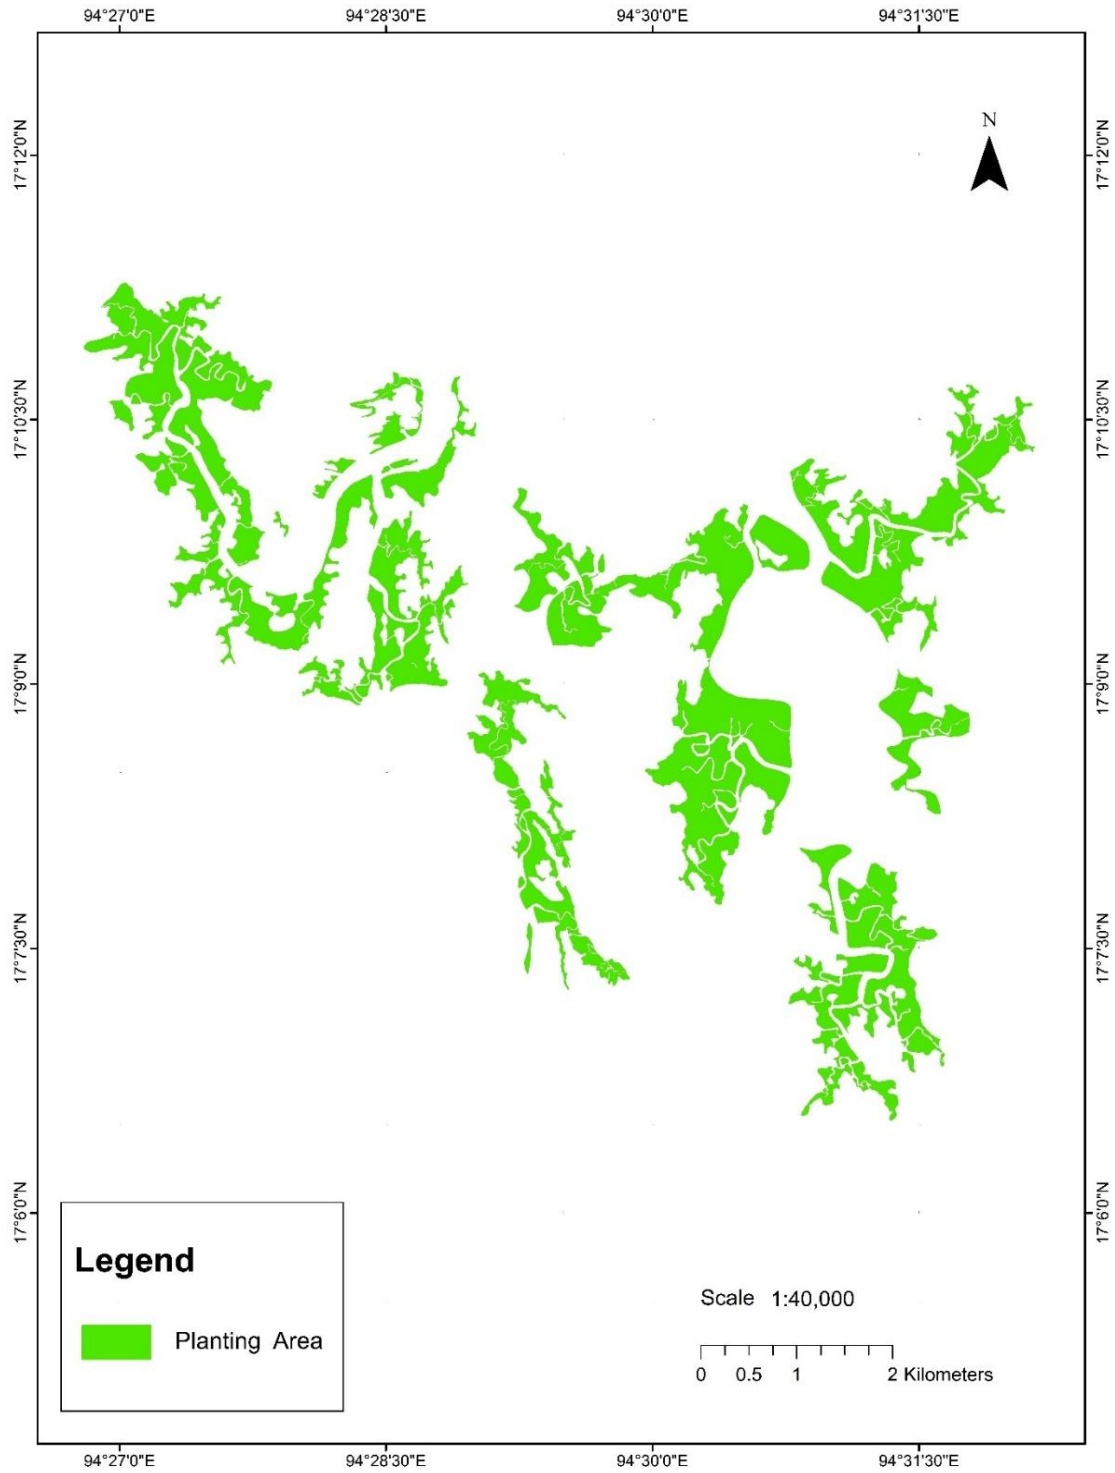 94°27'0"E 94°28'30"E 94°30'0"E 94°31'30"E
N
17°12'0"N 17°12'0"N
17°10'30"N 17°10'30"N
17°9'0"N 17°9'0"N
17°7'30"N 17°7'30"N
17°6'0"N 17°6'0"N
Legend
Planting Area
Scale 1:40,000
0 0.5 1 2 Kilometers
94°27'0"E 94°28'30"E 94°30'0"E 94°31'30"E